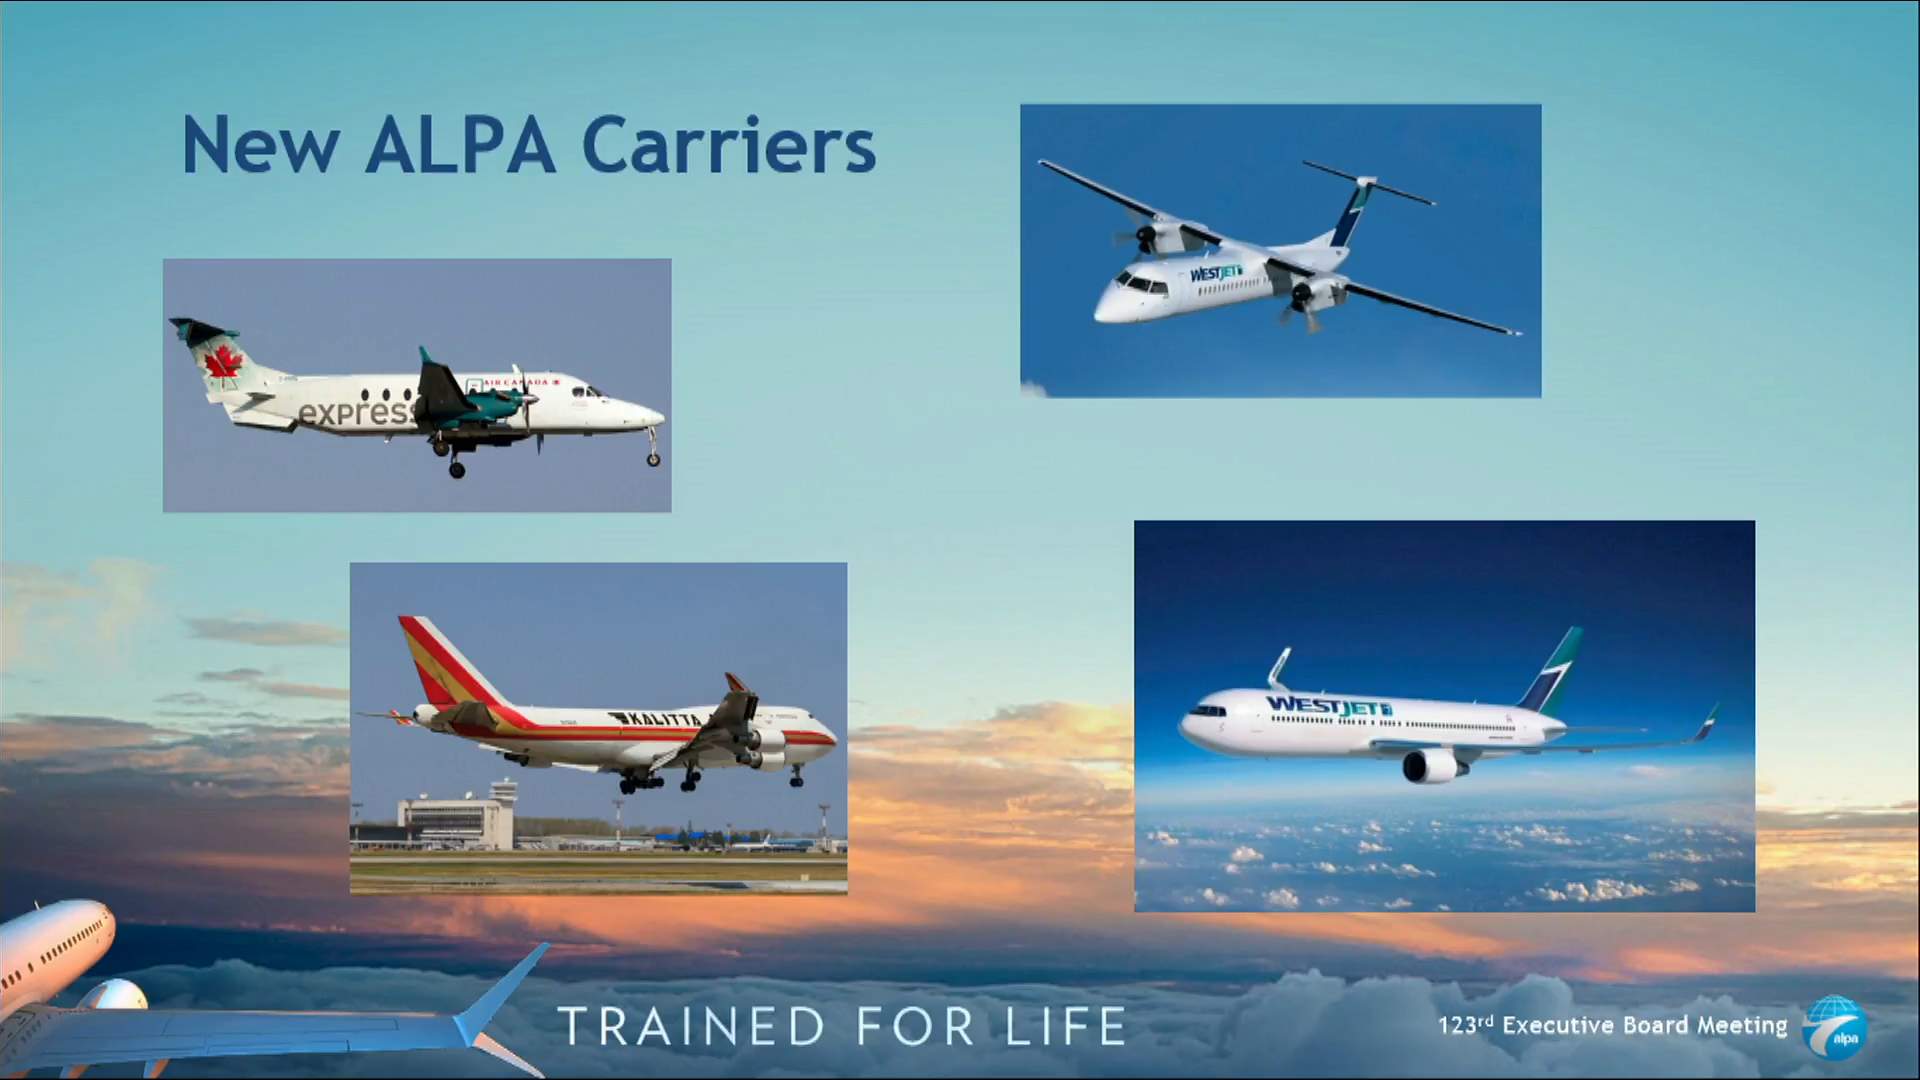 New ALPA Carriers
WESTJET
AIR CANADA
express
KALITTA
WESTJET
TRAINED FOR LIFE
123rd Executive Board Meeting
alpa